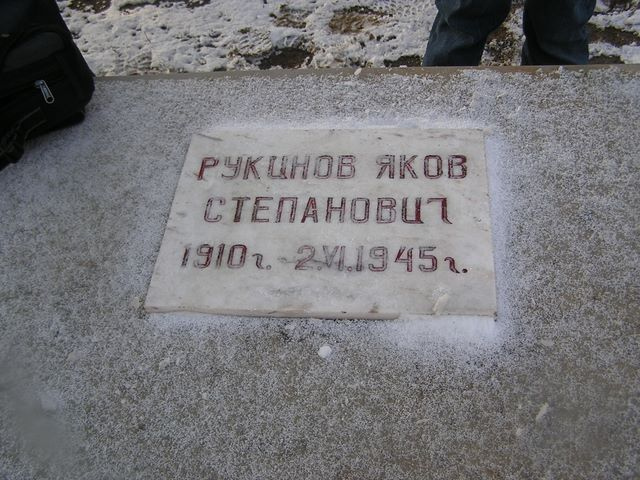 РУКИНОВ ЯКОВ
СТЕПАНОВИЧ
1910г. - 2.VI.1945г.